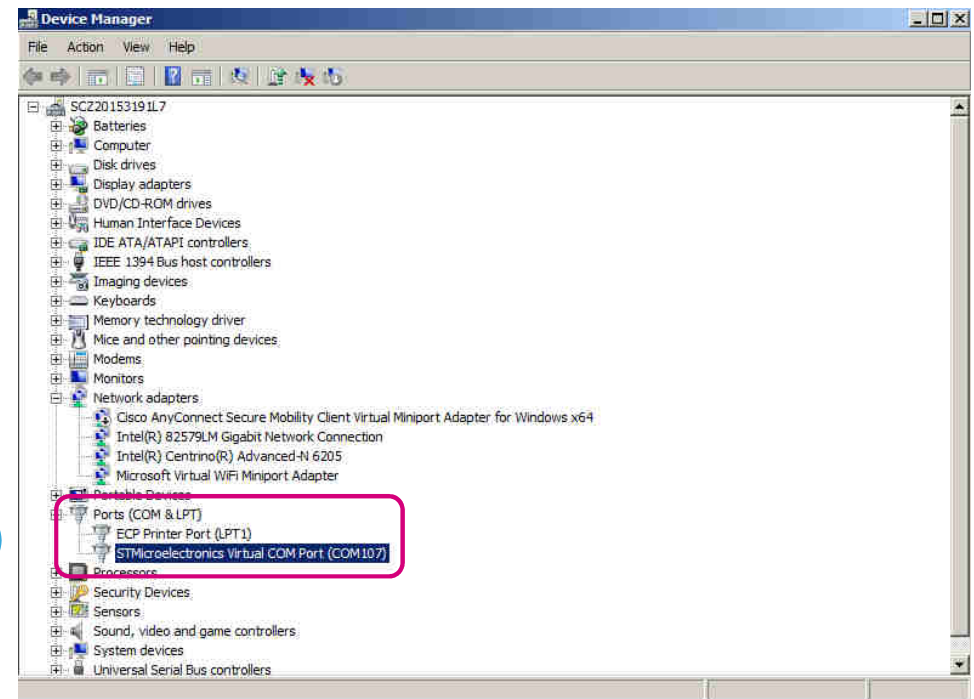 Device Manager
File Action View Help
SCZ20153191L7
Batteries
Computer
Disk drives
Display adapters
DVD/CD-ROM drives
Human Interface Devices
IDE ATA/ATAPI controllers
IEEE 1394 Bus host controllers
Imaging devices
Keyboards
Memory technology driver
Mice and other pointing devices
Modems
Monitors
Network adapters
Cisco AnyConnect Secure Mobility Client Virtual Miniport Adapter for Windows x64
Intel(R) 82579LM Gigabit Network Connection
Intel(R) Centrino(R) Advanced-N 6205
Microsoft Virtual WiFi Miniport Adapter
Portable Devices
Ports (COM & LPT)
ECP Printer Port (LPT1)
STMicroelectronics Virtual COM Port (COM107)
Processors
Security Devices
Sensors
Sound, video and game controllers
System devices
Universal Serial Bus controllers